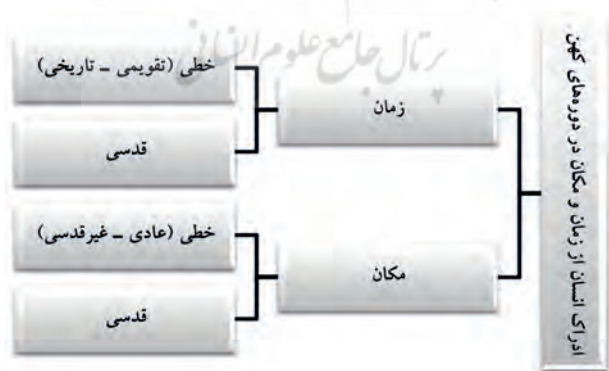 ادراک انسان از زمان و مکان در دوره‌های کهن
پرتال جامع علوم انسانی
زمان
خطی (تقویمی – تاریخی)
قدسی
مکان
خطی (عادی – غیرقدسی)
قدسی